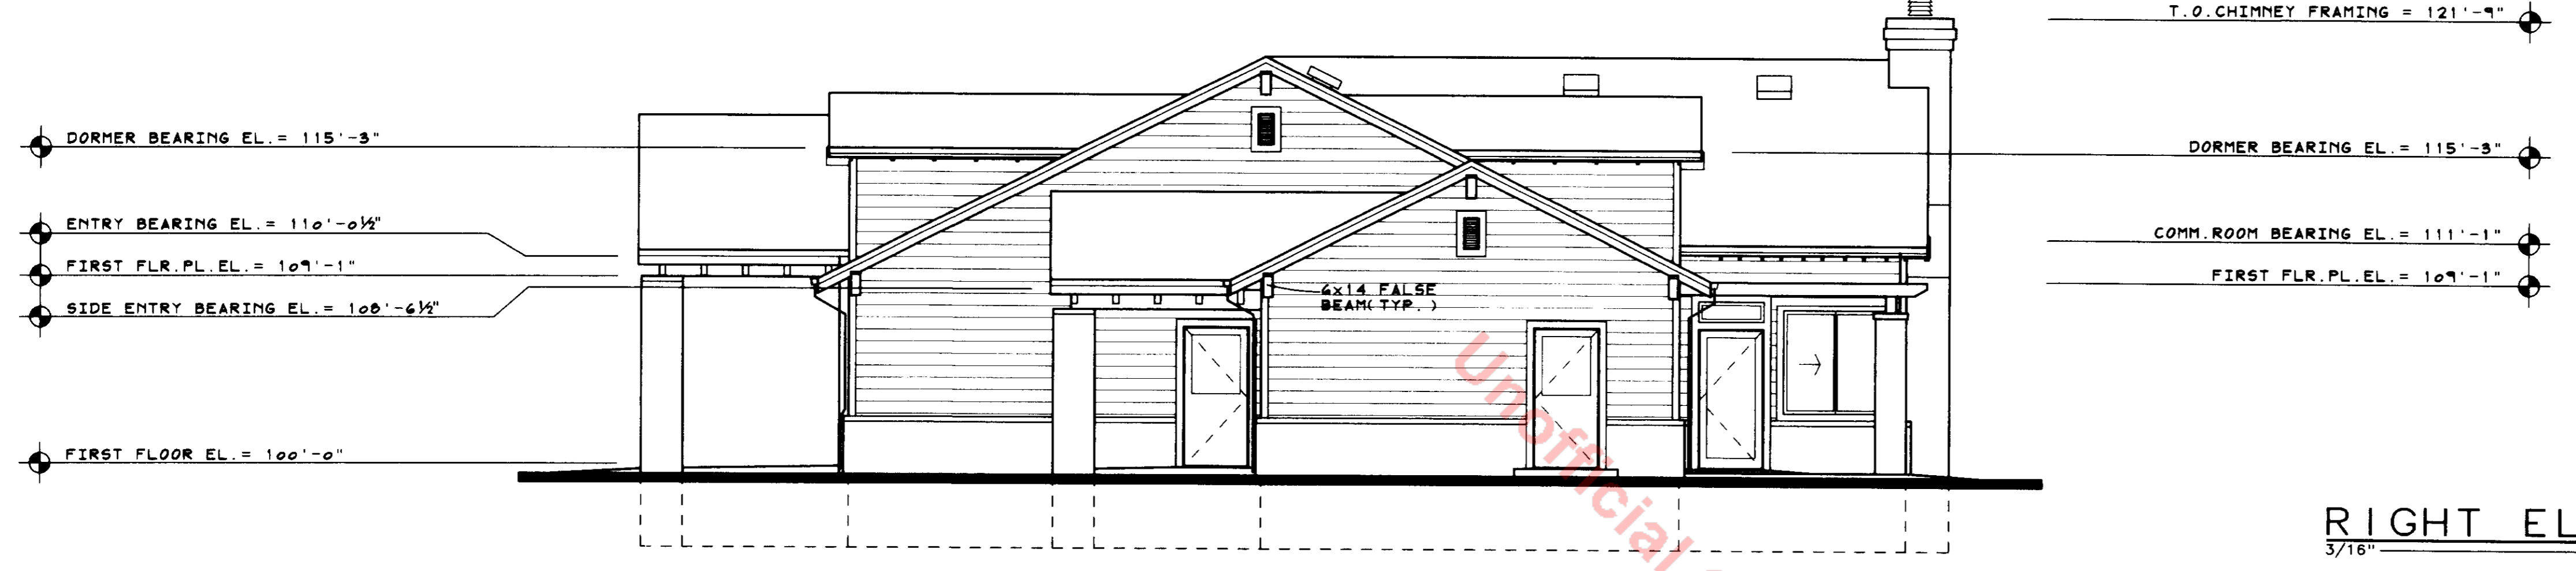 T.O.CHIMNEY FRAMING = 121'-9"
DORMER BEARING EL.= 115'-3"
DORMER BEARING EL.= 115'-3"
ENTRY BEARING EL.= 110'-0½"
COMM.ROOM BEARING EL.= 111'-1"
FIRST FLR.PL.EL.= 109'-1"
FIRST FLR.PL.EL.= 109'-1"
SIDE ENTRY BEARING EL.= 108'-6½"
6x14 FALSE
BEAM(TYP.)
FIRST FLOOR EL.= 100'-0"
Unofficial
RIGHT EL
3/16"